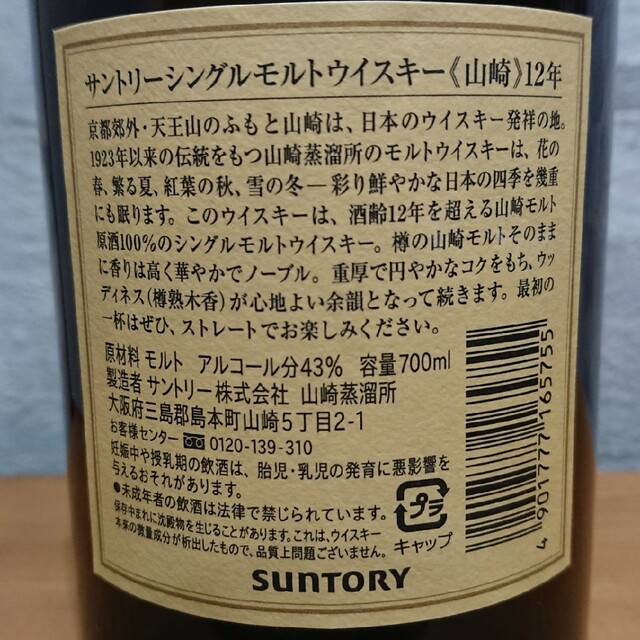 サントリーシングルモルトウイスキー《山崎》12年
京都郊外・天王山のふもと山崎は、日本のウイスキー発祥の地。
1923年以来の伝統をもつ山崎蒸溜所のモルトウイスキーは、花の
春、繁る夏、紅葉の秋、雪の冬—彩り鮮やかな日本の四季を幾重
にも眠ります。このウイスキーは、酒齢12年を超える山崎モルト
原酒100%のシングルモルトウイスキー。樽の山崎モルトそのまま
に香りは高く華やかでノーブル。重厚で円やかなコクをもち、ウッ
ディネス(樽熟木香)が心地よい余韻となって続きます。最初の
一杯はぜひ、ストレートでお楽しみください。
原材料 モルト アルコール分43% 容量700ml
製造者 サントリー株式会社 山崎蒸溜所
大阪府三島郡島本町山崎5丁目2-1
お客様センター 0120-139-310
妊娠中や授乳期の飲酒は、胎児・乳児の発育に悪影響を
与えるおそれがあります。
●未成年者の飲酒は法律で禁じられています。
保存中まれに沈殿物を生じることがあります。これは、ウイスキー
本来の微量成分が析出したもので、品質上問題ございません。
プラ
キャップ
4 901777 165755
SUNTORY